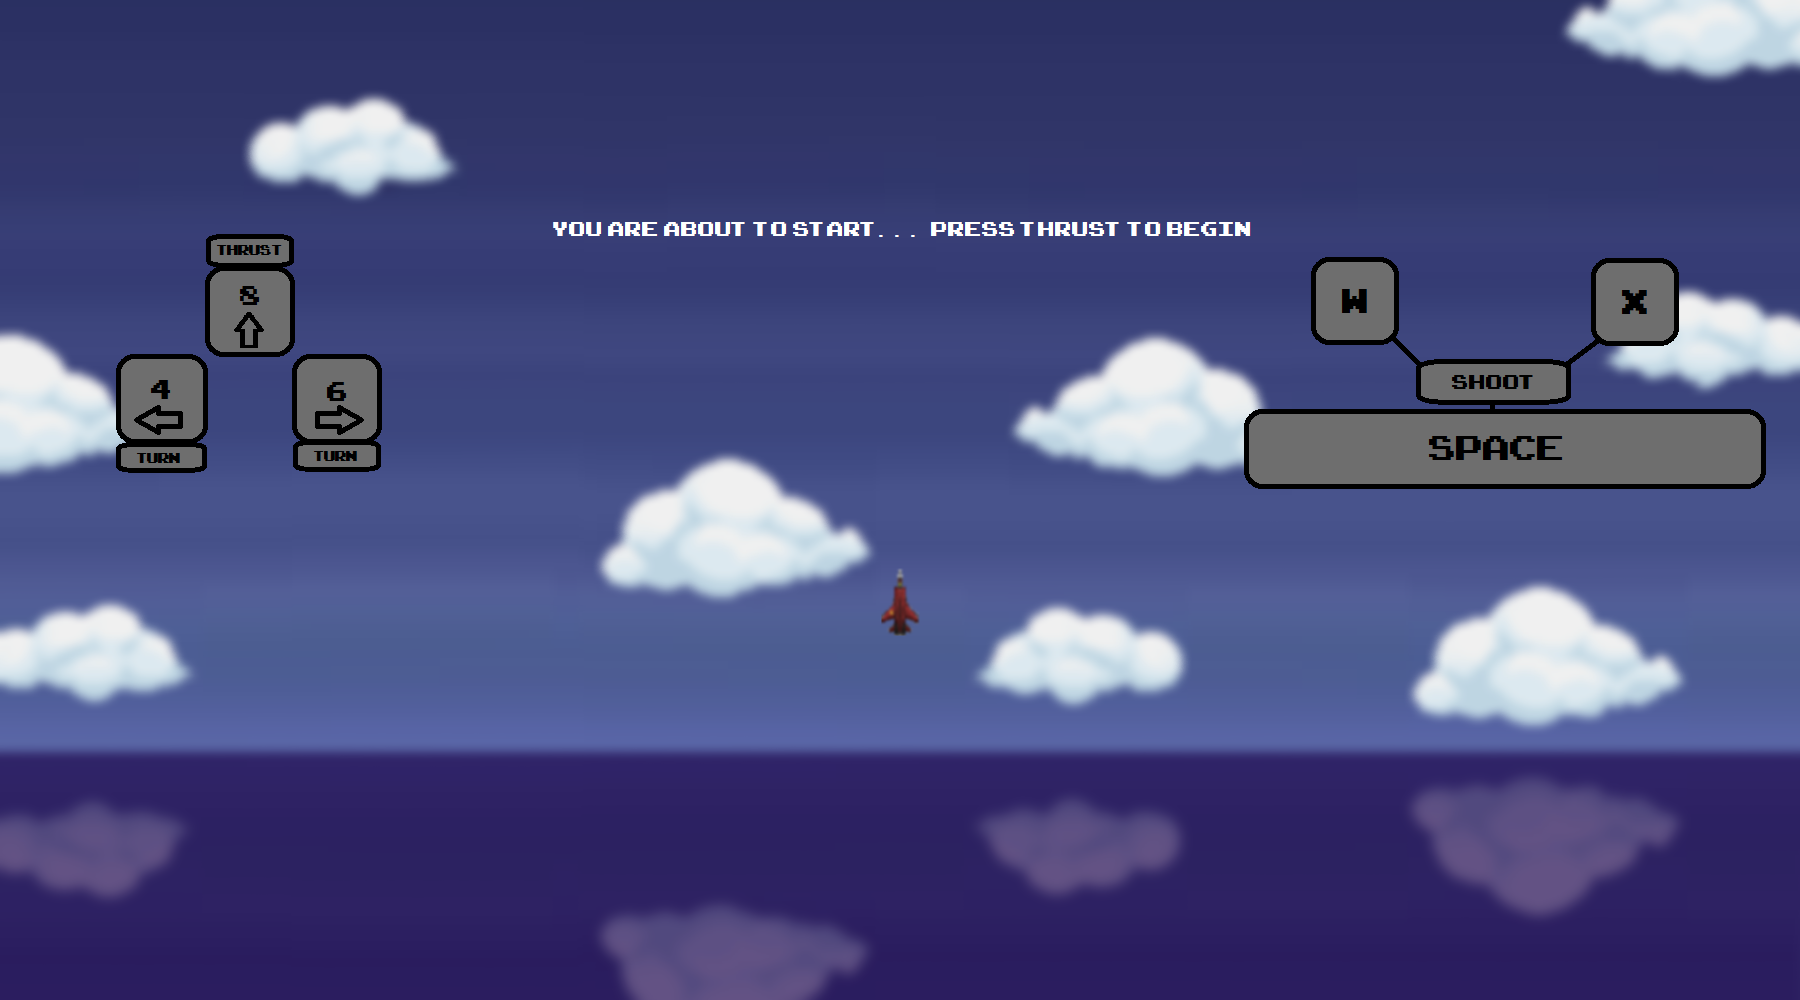 YOU ARE ABOUT TO START... PRESS THRUST TO BEGIN
THRUST
8
4
6
TURN
TURN
W
X
SHOOT
SPACE